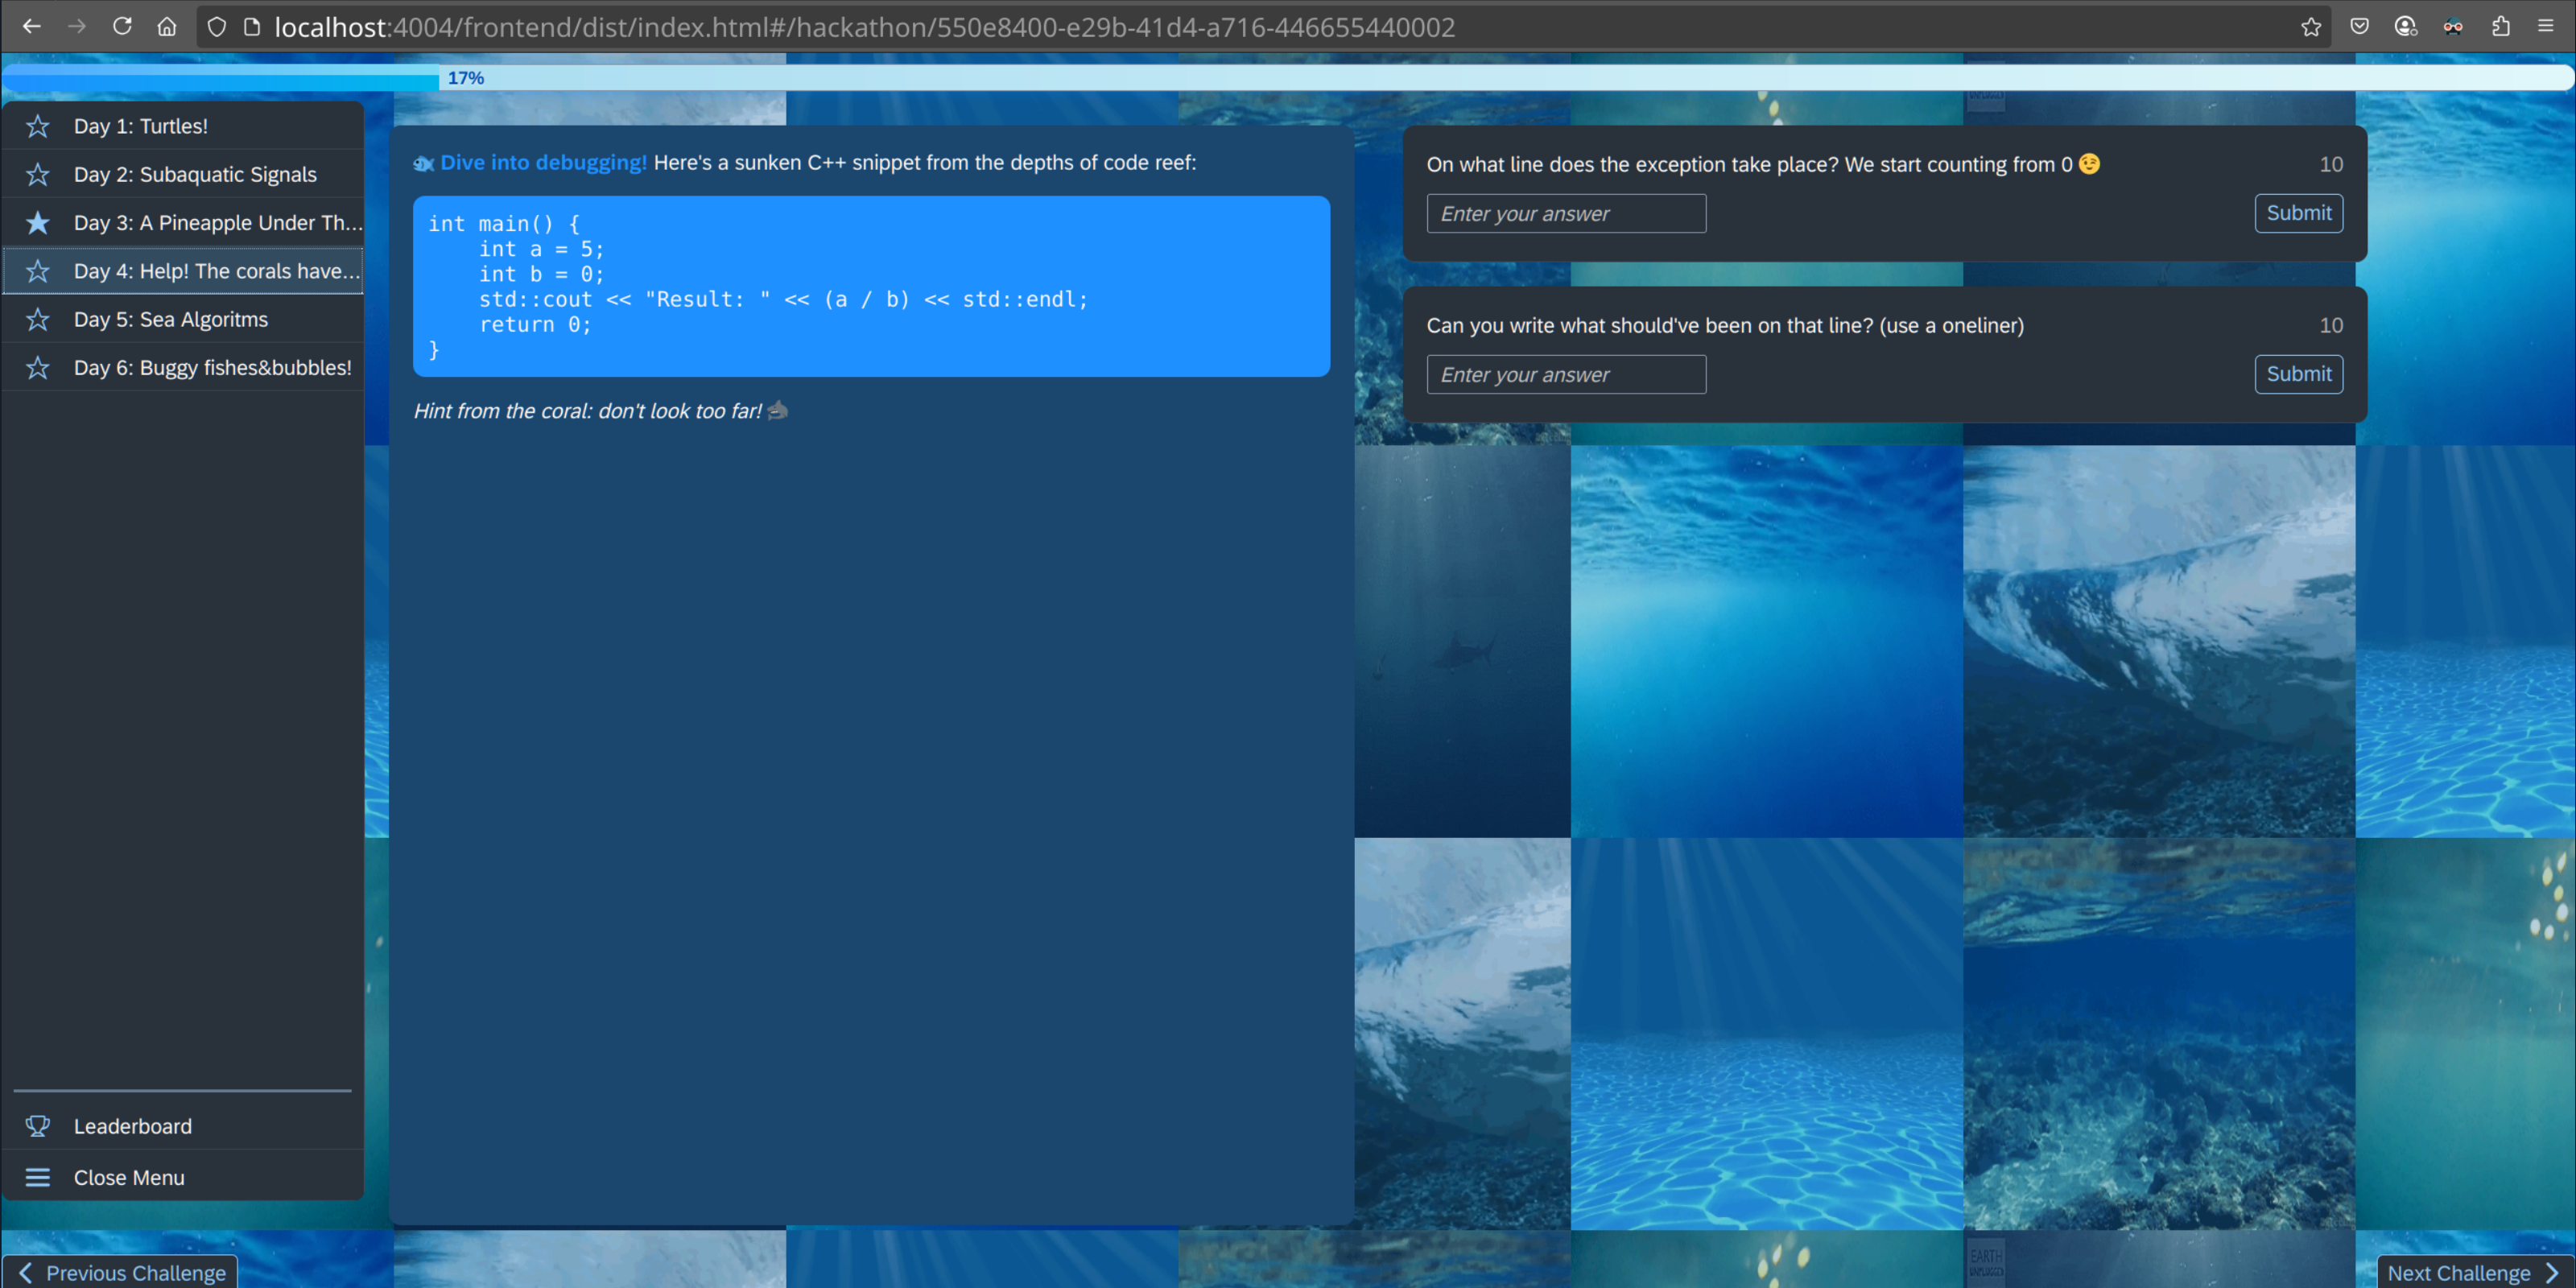 localhost:4004/frontend/dist/index.html#/hackathon/550e8400-e29b-41d4-a716-446655440002
17%
Day 1: Turtles!
Day 2: Subaquatic Signals
Day 3: A Pineapple Under Th...
Day 4: Help! The corals have...
Day 5: Sea Algoritms
Day 6: Buggy fishes&bubbles!
Leaderboard
Close Menu
Dive into debugging! Here's a sunken C++ snippet from the depths of code reef:
int main() {
    int a = 5;
    int b = 0;
    std::cout << "Result: " << (a / b) << std::endl;
    return 0;
}
Hint from the coral: don't look too far!
On what line does the exception take place? We start counting from 0 😉
10
Enter your answer
Submit
Can you write what should've been on that line? (use a oneliner)
10
Enter your answer
Submit
EARTH
UNPLUGGED
Previous Challenge
Next Challenge